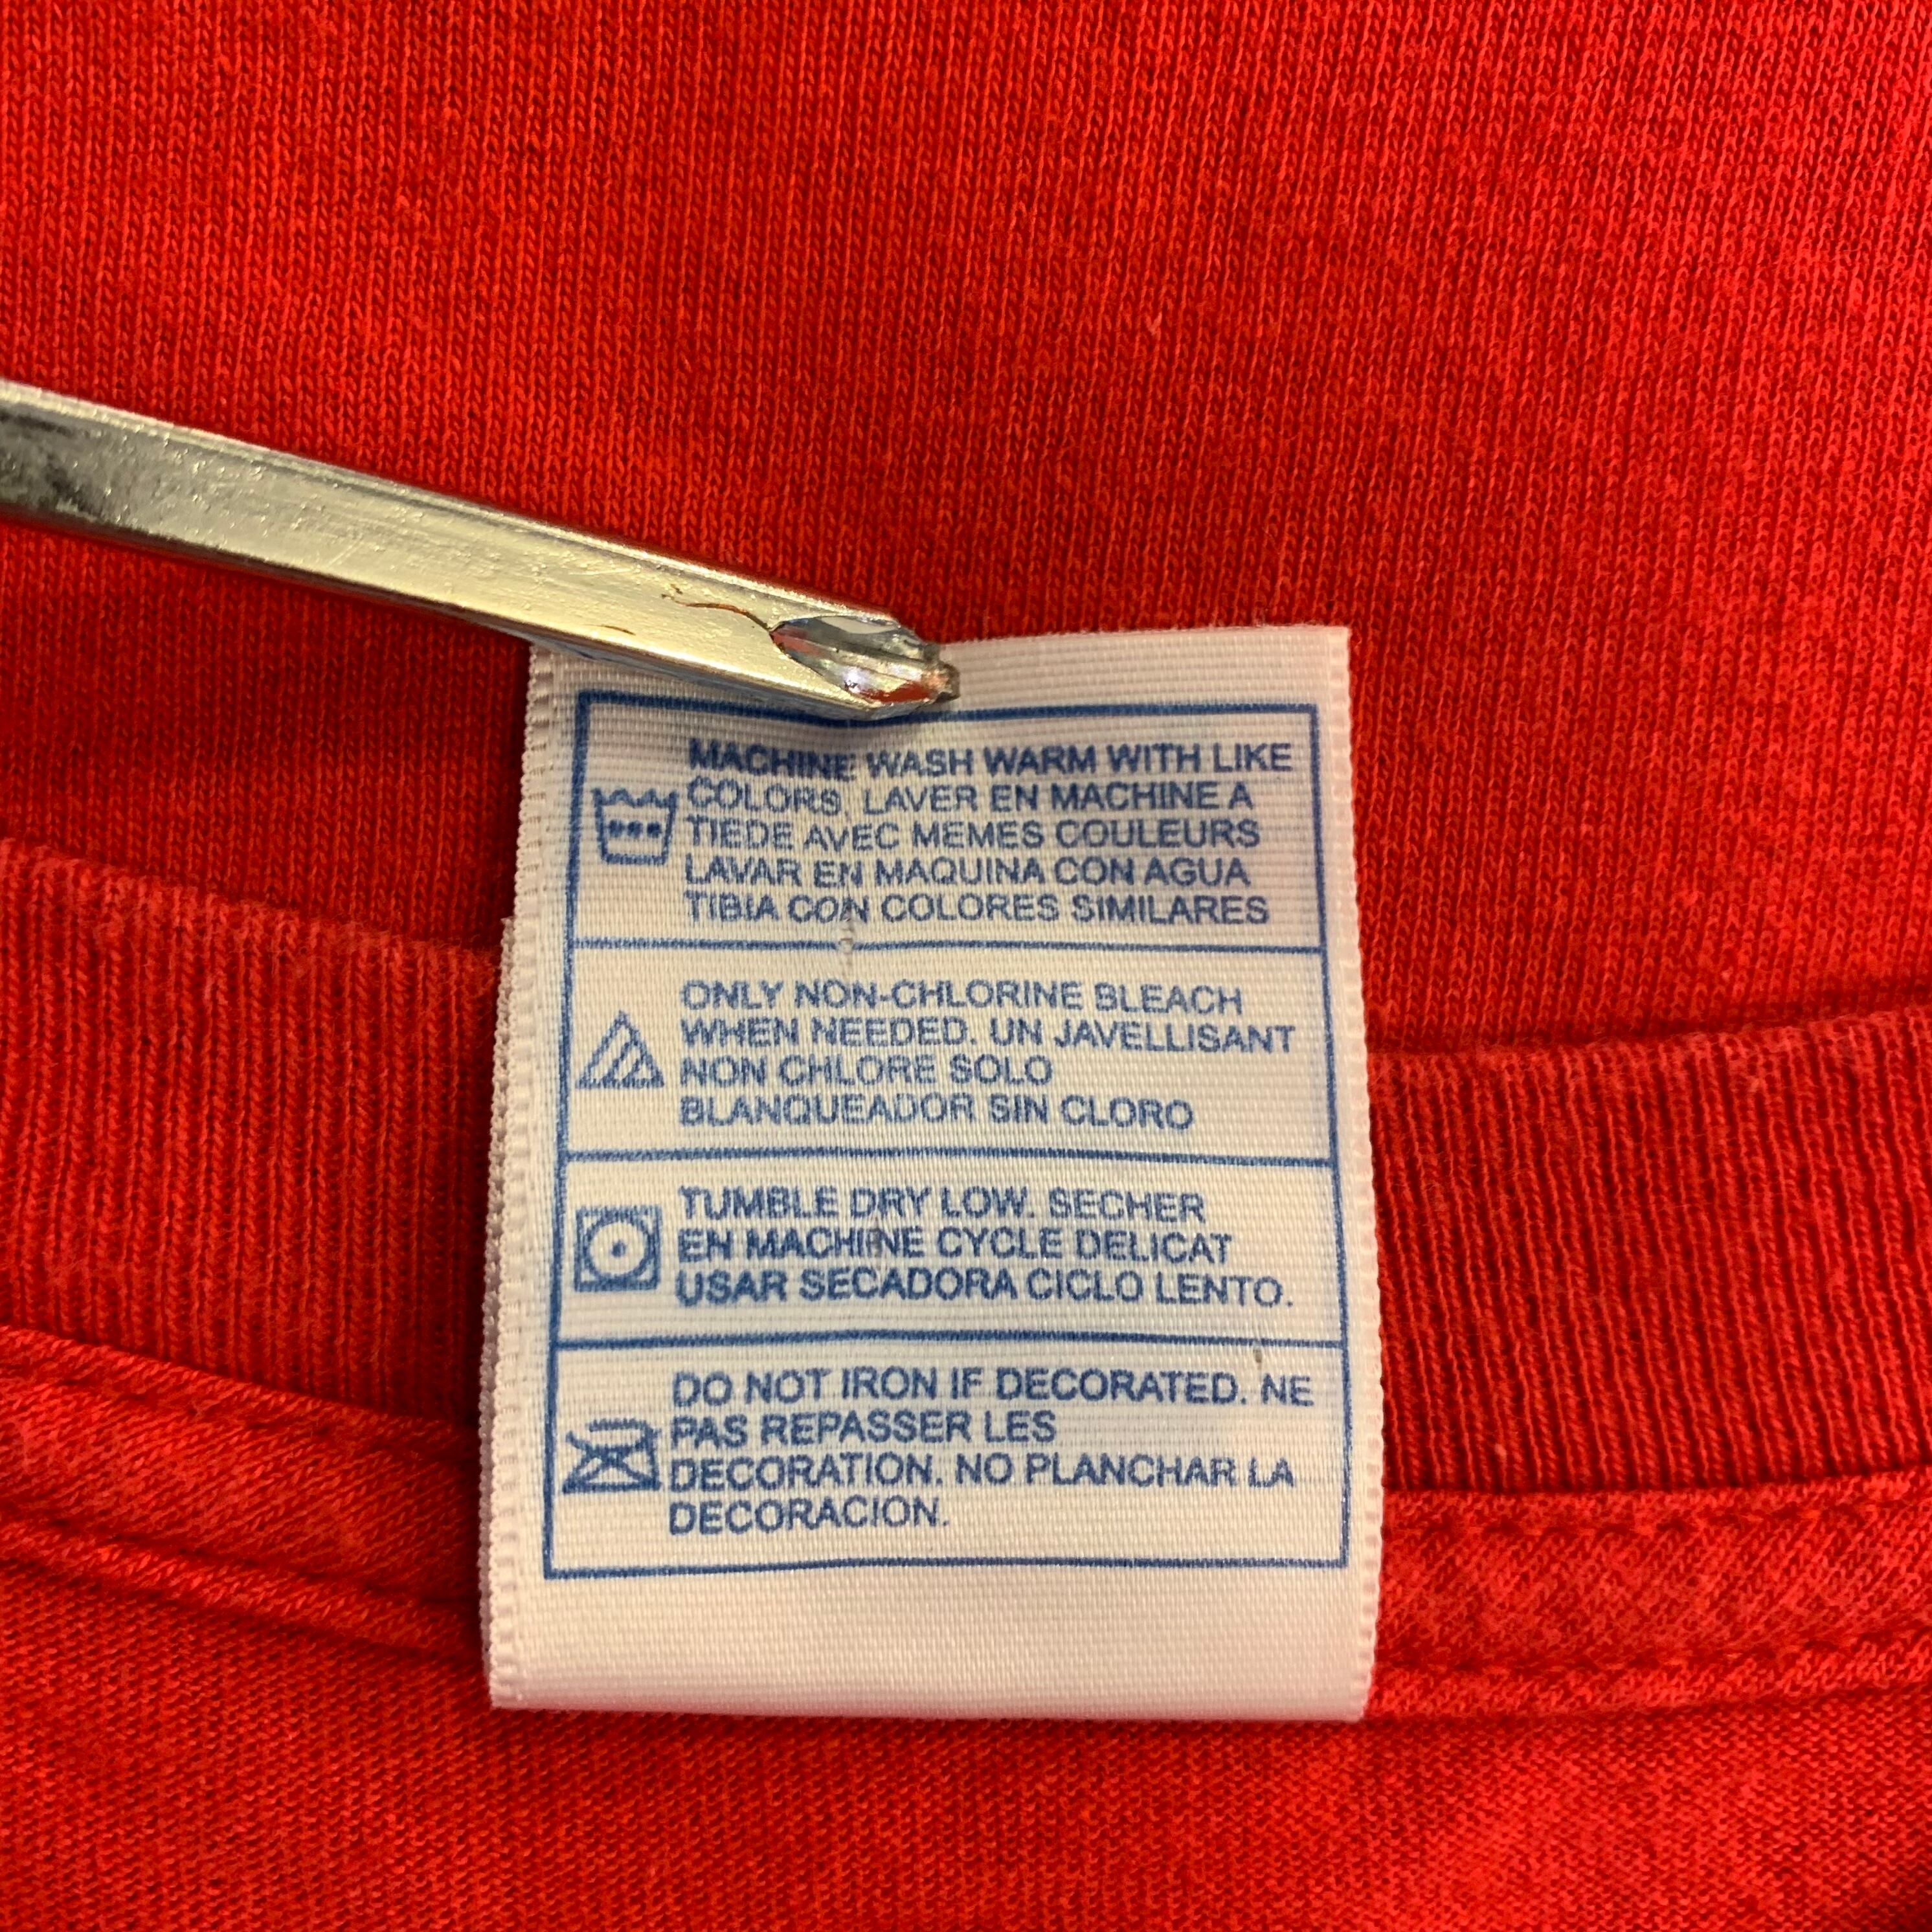 MACHINE WASH WARM WITH LIKE
COLORS, LAVER EN MACHINE A
TIEDE AVEC MEMES COULEURS
LAVAR EN MAQUINA CON AGUA
TIBIA CON COLORES SIMILARES
ONLY NON-CHLORINE BLEACH
WHEN NEEDED. UN JAVELLISANT
NON CHLORE SOLO
BLANQUEADOR SIN CLORO
TUMBLE DRY LOW. SECHER
EN MACHINE CYCLE DELICAT
USAR SECADORA CICLO LENTO.
DO NOT IRON IF DECORATED. NE
PAS REPASSER LES
DECORATION. NO PLANCHAR LA
DECORACION.